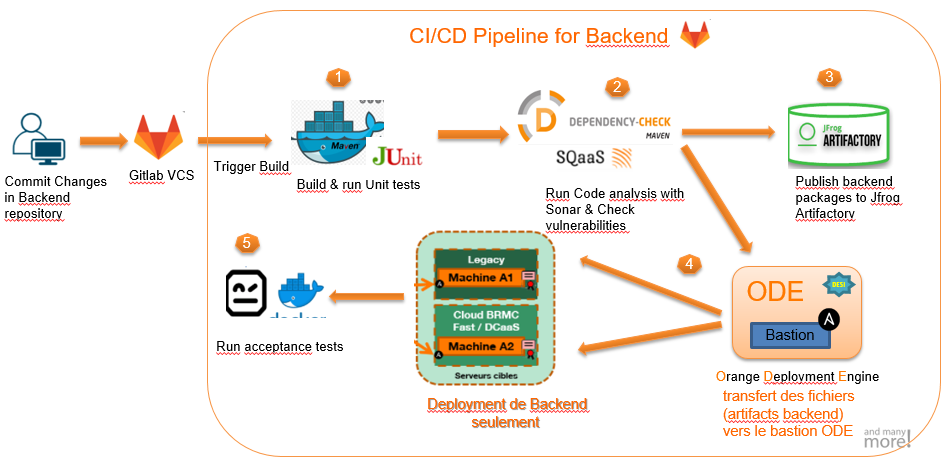 CI/CD Pipeline for Backend
1
2
3
Maven
JUnit
D
DEPENDENCY-CHECK
MAVEN
SQaaS
JFrog
ARTIFACTORY
Commit Changes
in Backend
repository
Gitlab VCS
Trigger Build
Build & run Unit tests
Run Code analysis with
Sonar & Check
vulnerabilities
Publish backend
packages to Jfrog
Artifactory
5
Legacy
Machine A1
A
Cloud BRMC
Fast / DCaaS
Machine A2
A
Serveurs cibles
4
ODE
DESI
Bastion
A
R
docker
Run acceptance tests
Deployment de Backend
seulement
Orange Deployment Engine
transfert des fichiers
(artifacts backend)
vers le bastion ODE
and many
more!